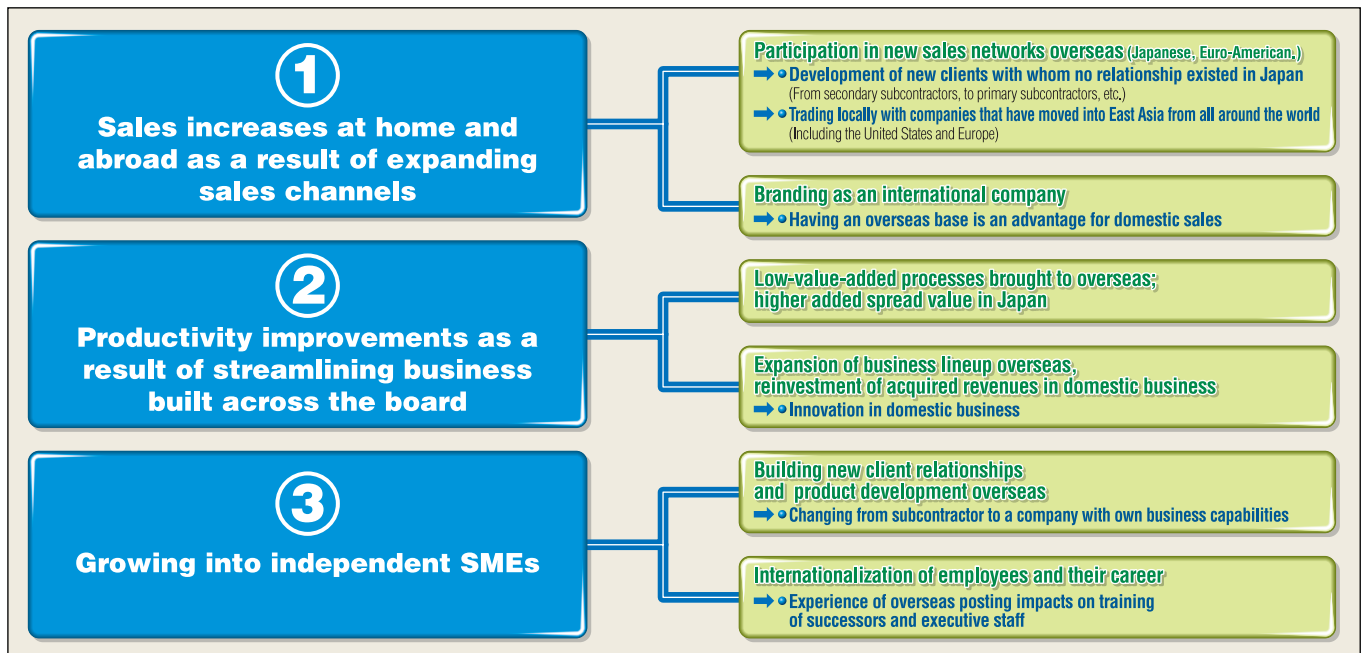 1
Sales increases at home and
abroad as a result of expanding
sales channels
Participation in new sales networks overseas (Japanese, Euro-American.)
➡ • Development of new clients with whom no relationship existed in Japan
(From secondary subcontractors, to primary subcontractors, etc.)
➡ • Trading locally with companies that have moved into East Asia from all around the world
(Including the United States and Europe)
Branding as an international company
➡ • Having an overseas base is an advantage for domestic sales
2
Productivity improvements as a
result of streamlining business
built across the board
Low-value-added processes brought to overseas;
higher added spread value in Japan
Expansion of business lineup overseas,
reinvestment of acquired revenues in domestic business
➡ • Innovation in domestic business
3
Growing into independent SMEs
Building new client relationships
and product development overseas
➡ • Changing from subcontractor to a company with own business capabilities
Internationalization of employees and their career
➡ • Experience of overseas posting impacts on training
of successors and executive staff